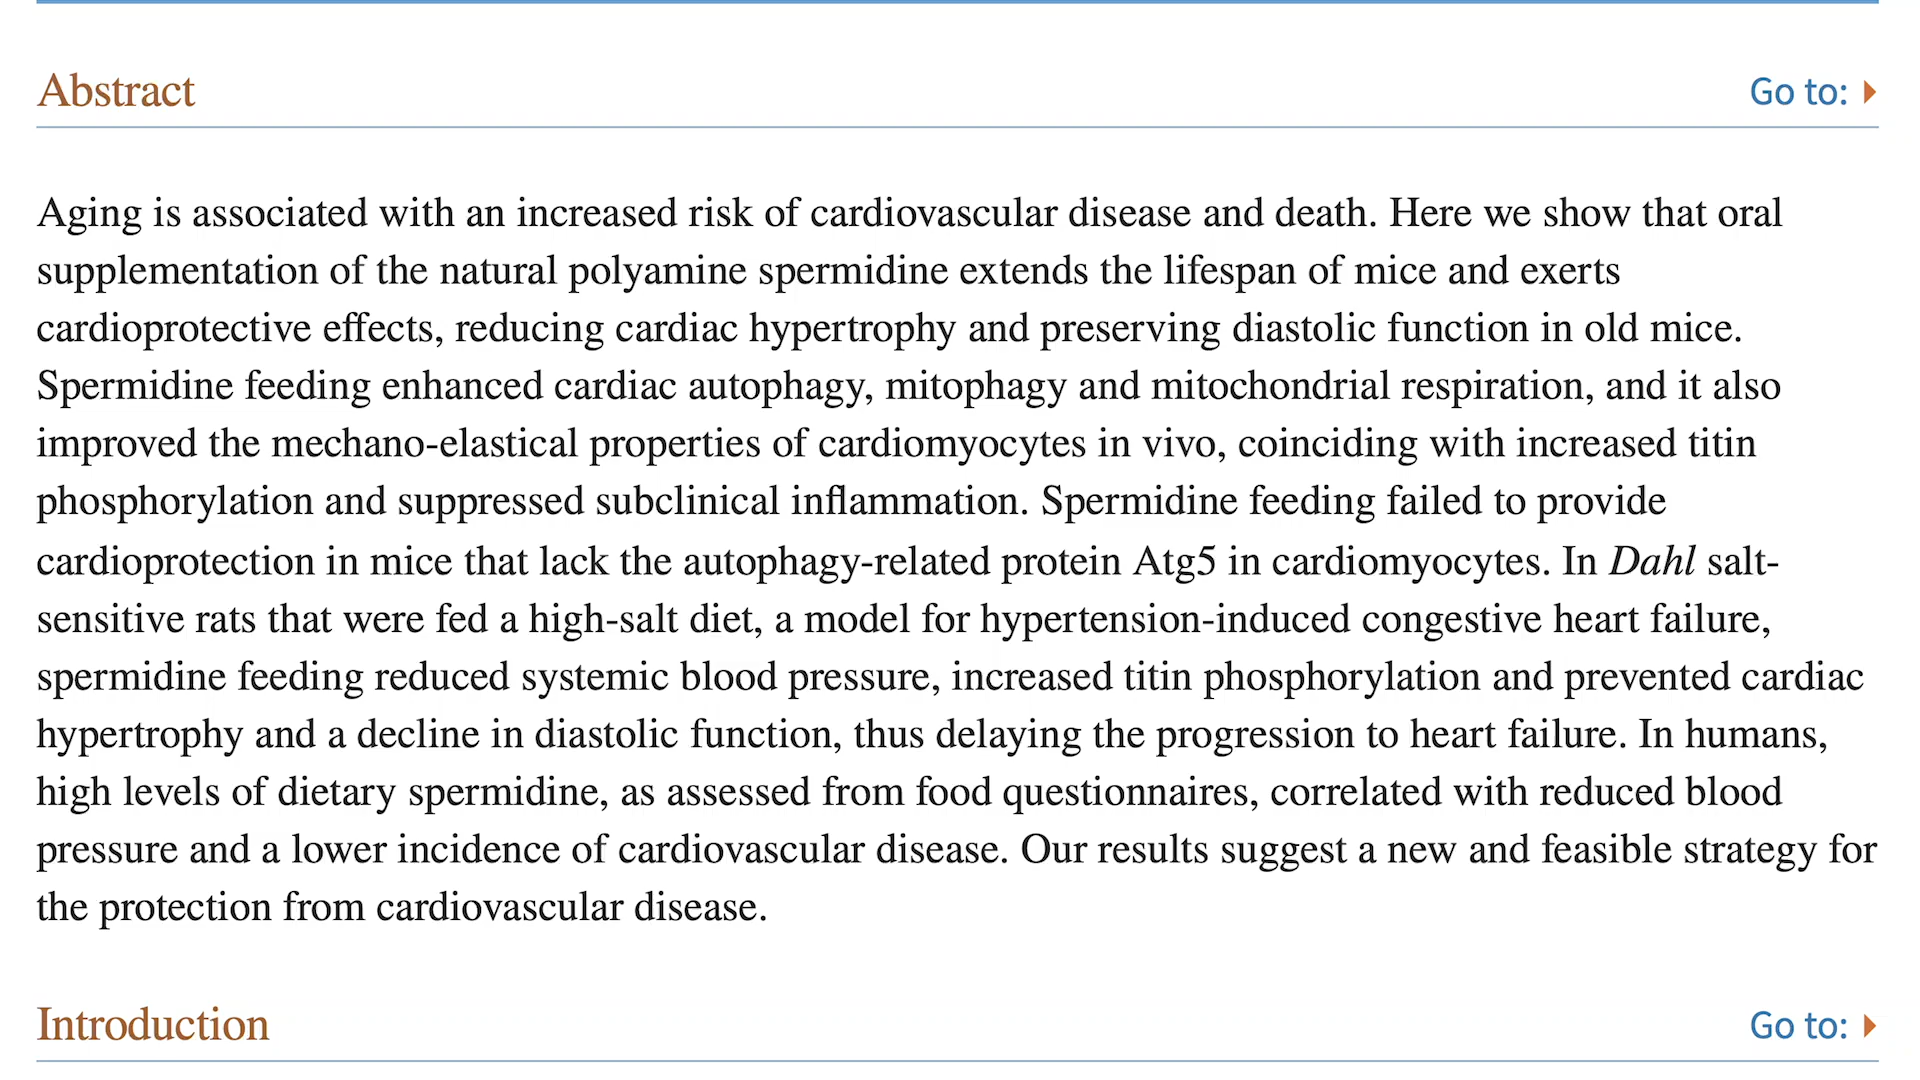 Abstract
Go to:
Aging is associated with an increased risk of cardiovascular disease and death. Here we show that oral
supplementation of the natural polyamine spermidine extends the lifespan of mice and exerts
cardioprotective effects, reducing cardiac hypertrophy and preserving diastolic function in old mice.
Spermidine feeding enhanced cardiac autophagy, mitophagy and mitochondrial respiration, and it also
improved the mechano-elastical properties of cardiomyocytes in vivo, coinciding with increased titin
phosphorylation and suppressed subclinical inflammation. Spermidine feeding failed to provide
cardioprotection in mice that lack the autophagy-related protein Atg5 in cardiomyocytes. In Dahl salt-
sensitive rats that were fed a high-salt diet, a model for hypertension-induced congestive heart failure,
spermidine feeding reduced systemic blood pressure, increased titin phosphorylation and prevented cardiac
hypertrophy and a decline in diastolic function, thus delaying the progression to heart failure. In humans,
high levels of dietary spermidine, as assessed from food questionnaires, correlated with reduced blood
pressure and a lower incidence of cardiovascular disease. Our results suggest a new and feasible strategy for
the protection from cardiovascular disease.
Introduction
Go to: